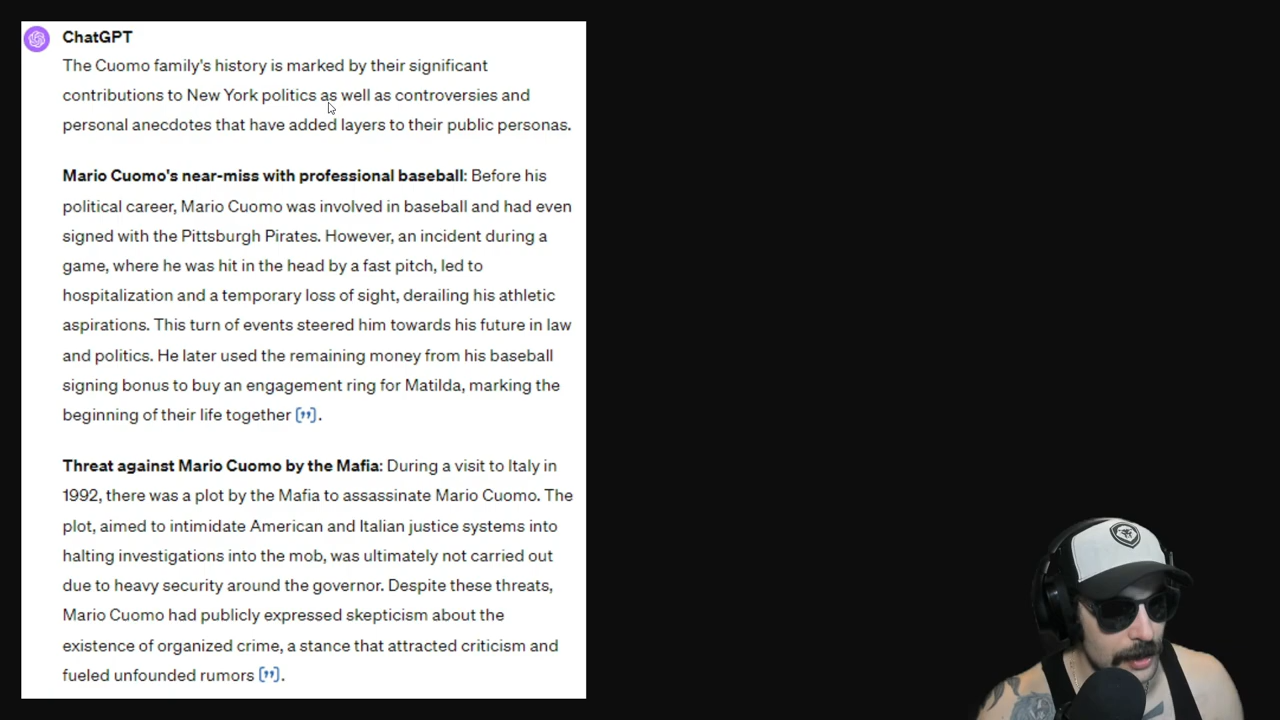 ChatGPT
The Cuomo family's history is marked by their significant
contributions to New York politics as well as controversies and
personal anecdotes that have added layers to their public personas.
Mario Cuomo's near-miss with professional baseball: Before his
political career, Mario Cuomo was involved in baseball and had even
signed with the Pittsburgh Pirates. However, an incident during a
game, where he was hit in the head by a fast pitch, led to
hospitalization and a temporary loss of sight, derailing his athletic
aspirations. This turn of events steered him towards his future in law
and politics. He later used the remaining money from his baseball
signing bonus to buy an engagement ring for Matilda, marking the
beginning of their life together ["].
Threat against Mario Cuomo by the Mafia: During a visit to Italy in
1992, there was a plot by the Mafia to assassinate Mario Cuomo. The
plot, aimed to intimidate American and Italian justice systems into
halting investigations into the mob, was ultimately not carried out
due to heavy security around the governor. Despite these threats,
Mario Cuomo had publicly expressed skepticism about the
existence of organized crime, a stance that attracted criticism and
fueled unfounded rumors ["].